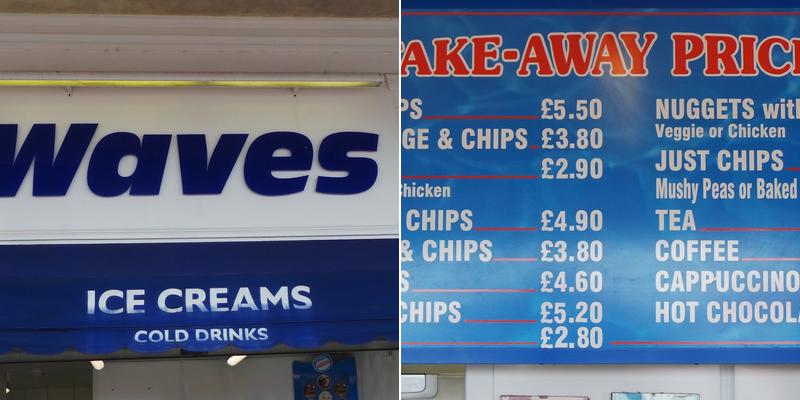 Waves
ICE CREAMS
COLD DRINKS
AKE-AWAY PRIC
PS £5.50
GE & CHIPS £3.80
£2.90
Chicken
CHIPS £4.90
& CHIPS £3.80
S £4.60
CHIPS £5.20
£2.80
NUGGETS with
Veggie or Chicken
JUST CHIPS
Mushy Peas or Baked
TEA
COFFEE
CAPPUCCINO
HOT CHOCOL